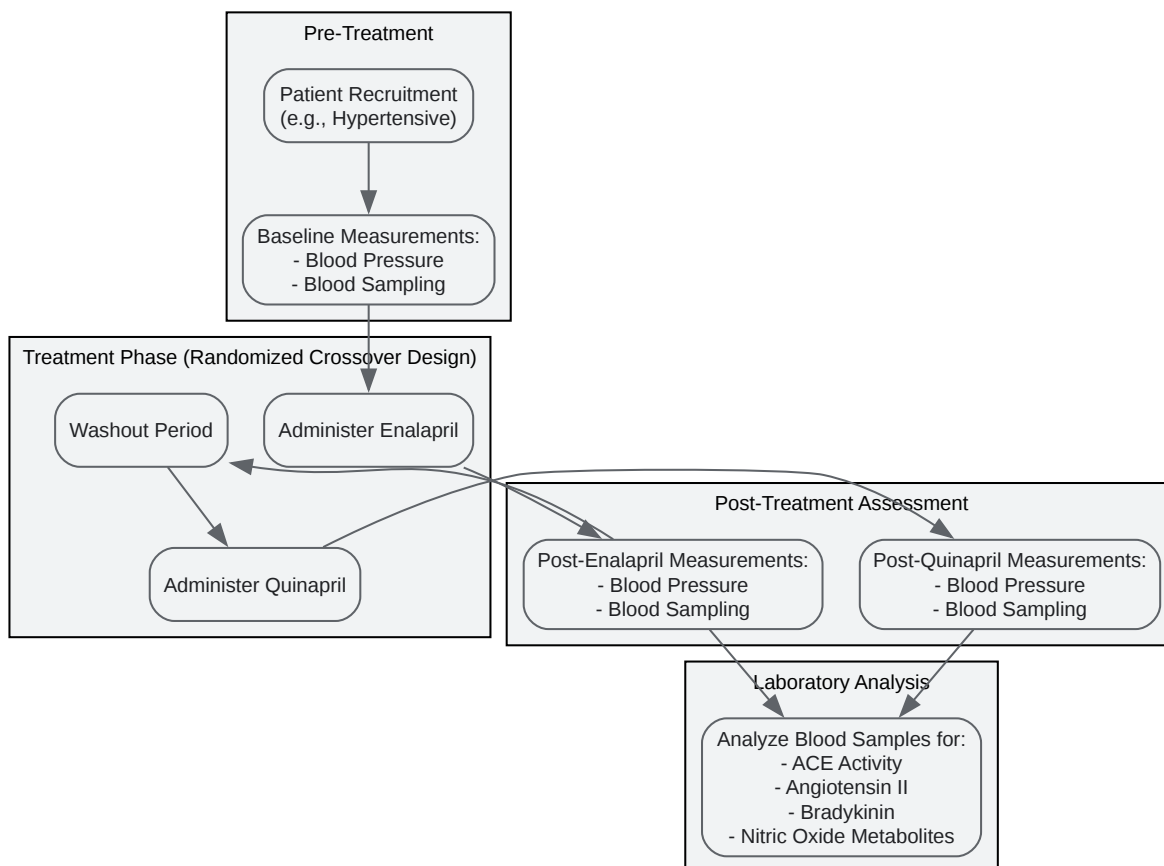 Pre-Treatment
Patient Recruitment
(e.g., Hypertensive)
Baseline Measurements:
- Blood Pressure
- Blood Sampling
Treatment Phase (Randomized Crossover Design)
Washout Period
Administer Enalapril
Administer Quinapril
Post-Treatment Assessment
Post-Enalapril Measurements:
- Blood Pressure
- Blood Sampling
Post-Quinapril Measurements:
- Blood Pressure
- Blood Sampling
Laboratory Analysis
Analyze Blood Samples for:
- ACE Activity
- Angiotensin II
- Bradykinin
- Nitric Oxide Metabolites